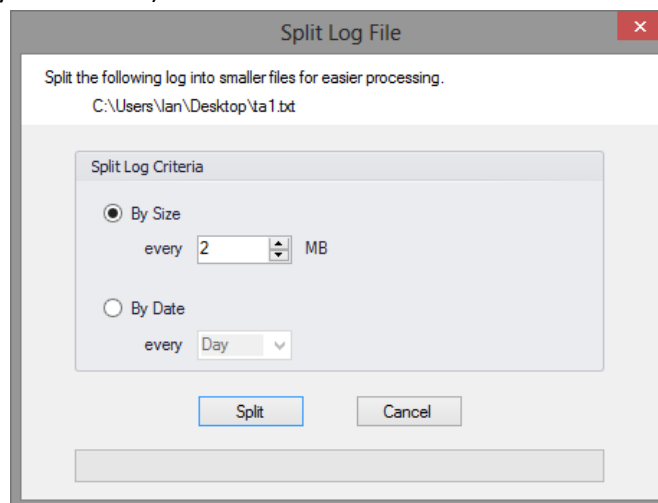 Split Log File
Split the following log into smaller files for easier processing.
C:\Users\Ian\Desktop\ta1.txt
Split Log Criteria
By Size
every 2 MB
By Date
every Day
Split Cancel